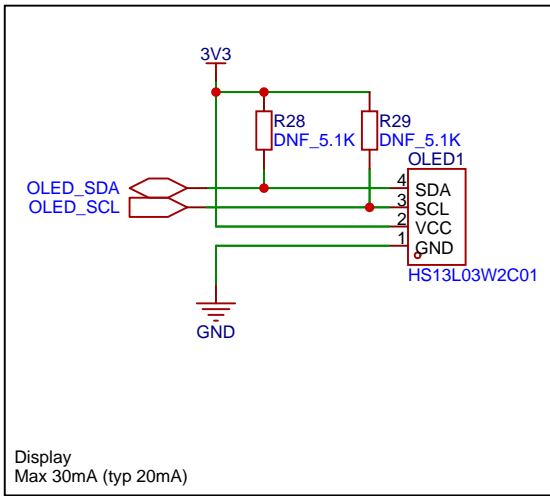 3V3
R28
DNF_5.1K
R29
DNF_5.1K
OLED1
OLED_SDA
OLED_SCL
4 SDA
3 SCL
2 VCC
1 GND
HS13L03W2C01
GND
Display
Max 30mA (typ 20mA)